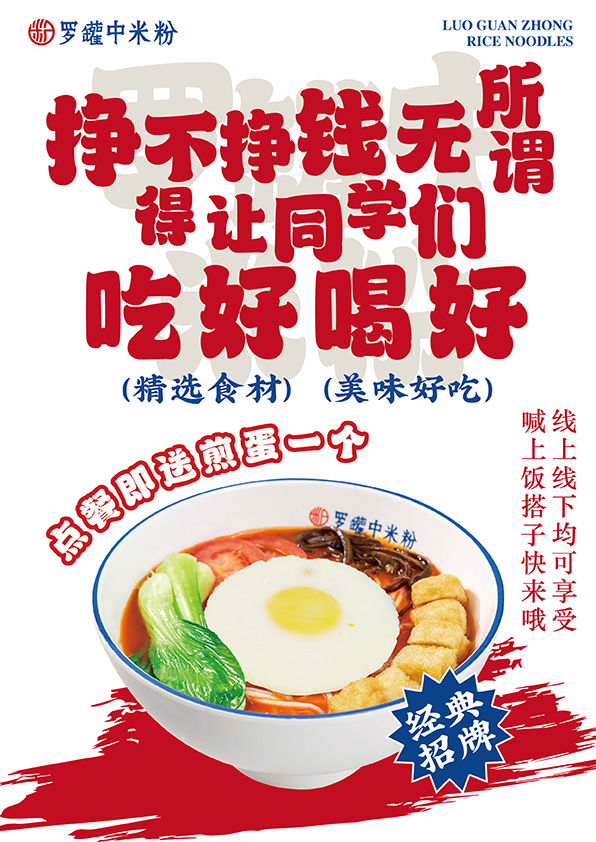 罗罐中米粉
LUO GUAN ZHONG
RICE NOODLES
挣不挣钱无所谓
得让同学们
吃好喝好
(精选食材) (美味好吃)
点餐即送煎蛋一个
线上线下均可享受
喊上饭搭子快来哦
罗罐中米粉
经典
招牌